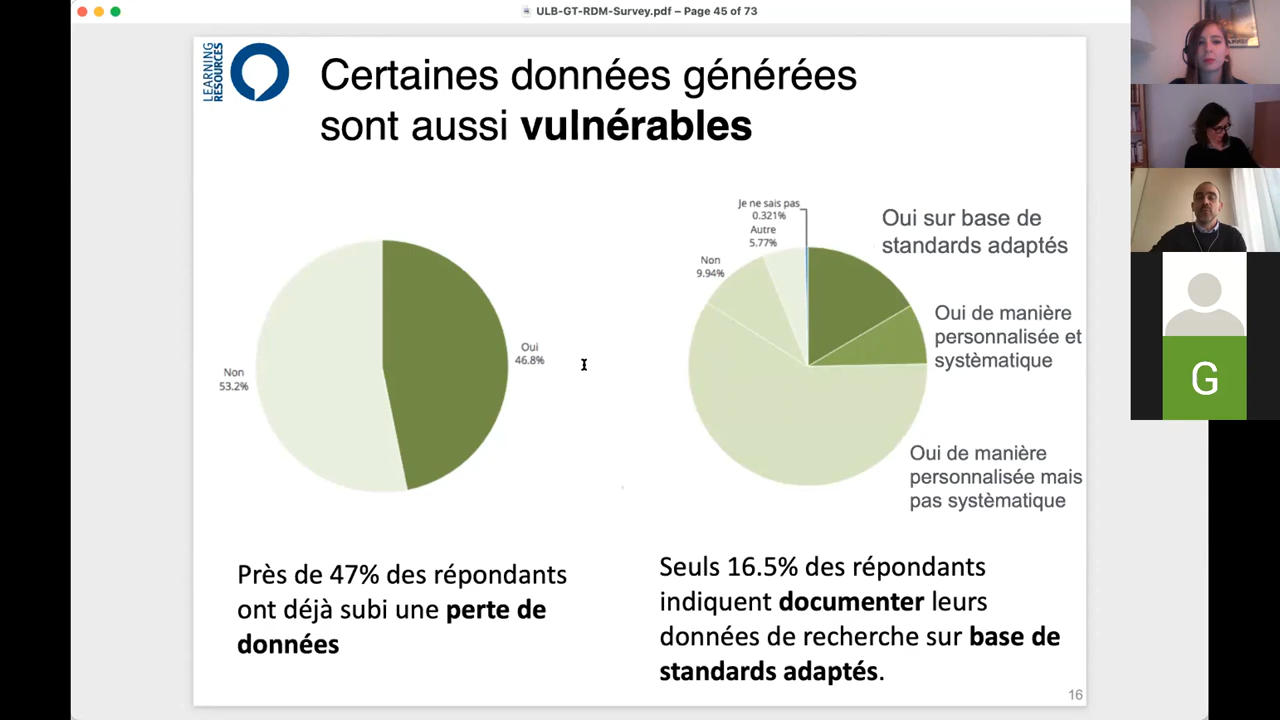 ULB-GT-RDM-Survey.pdf – Page 45 of 73
LEARNING
RESOURCES
Certaines données générées
sont aussi vulnérables
Oui
46.8%
Non
53.2%
Je ne sais pas
0.321%
Autre
5.77%
Non
9.94%
Oui sur base de
standards adaptés
Oui de manière
personnalisée et
systèmatique
Oui de manière
personnalisée mais
pas systèmatique
Près de 47% des répondants
ont déjà subi une perte de
données
Seuls 16.5% des répondants
indiquent documenter leurs
données de recherche sur base de
standards adaptés.
16
G